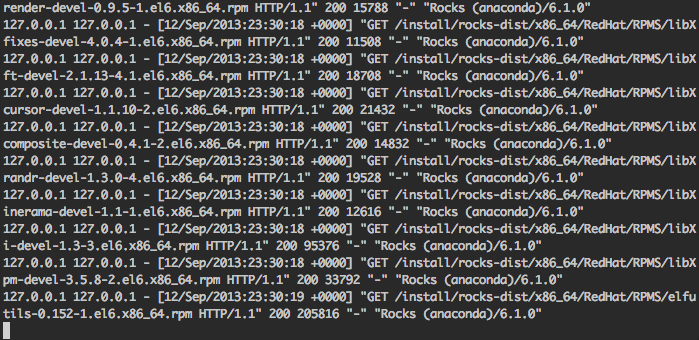 render-devel-0.9.5-1.el6.x86_64.rpm HTTP/1.1" 200 15788 "-" "Rocks (anaconda)/6.1.0"
127.0.0.1 127.0.0.1 - [12/Sep/2013:23:30:18 +0000] "GET /install/rocks-dist/x86_64/RedHat/RPMS/libX
fixes-devel-4.0.4-1.el6.x86_64.rpm HTTP/1.1" 200 11508 "-" "Rocks (anaconda)/6.1.0"
127.0.0.1 127.0.0.1 - [12/Sep/2013:23:30:18 +0000] "GET /install/rocks-dist/x86_64/RedHat/RPMS/libX
ft-devel-2.1.13-4.1.el6.x86_64.rpm HTTP/1.1" 200 18708 "-" "Rocks (anaconda)/6.1.0"
127.0.0.1 127.0.0.1 - [12/Sep/2013:23:30:18 +0000] "GET /install/rocks-dist/x86_64/RedHat/RPMS/libX
cursor-devel-1.1.10-2.el6.x86_64.rpm HTTP/1.1" 200 21432 "-" "Rocks (anaconda)/6.1.0"
127.0.0.1 127.0.0.1 - [12/Sep/2013:23:30:18 +0000] "GET /install/rocks-dist/x86_64/RedHat/RPMS/libX
composite-devel-0.4.1-2.el6.x86_64.rpm HTTP/1.1" 200 14832 "-" "Rocks (anaconda)/6.1.0"
127.0.0.1 127.0.0.1 - [12/Sep/2013:23:30:18 +0000] "GET /install/rocks-dist/x86_64/RedHat/RPMS/libX
randr-devel-1.3.0-4.el6.x86_64.rpm HTTP/1.1" 200 19528 "-" "Rocks (anaconda)/6.1.0"
127.0.0.1 127.0.0.1 - [12/Sep/2013:23:30:18 +0000] "GET /install/rocks-dist/x86_64/RedHat/RPMS/libX
inerama-devel-1.1-1.el6.x86_64.rpm HTTP/1.1" 200 12616 "-" "Rocks (anaconda)/6.1.0"
127.0.0.1 127.0.0.1 - [12/Sep/2013:23:30:18 +0000] "GET /install/rocks-dist/x86_64/RedHat/RPMS/libX
i-devel-1.3-3.el6.x86_64.rpm HTTP/1.1" 200 95376 "-" "Rocks (anaconda)/6.1.0"
127.0.0.1 127.0.0.1 - [12/Sep/2013:23:30:18 +0000] "GET /install/rocks-dist/x86_64/RedHat/RPMS/libX
pm-devel-3.5.8-2.el6.x86_64.rpm HTTP/1.1" 200 33792 "-" "Rocks (anaconda)/6.1.0"
127.0.0.1 127.0.0.1 - [12/Sep/2013:23:30:19 +0000] "GET /install/rocks-dist/x86_64/RedHat/RPMS/elfu
tils-0.152-1.el6.x86_64.rpm HTTP/1.1" 200 205816 "-" "Rocks (anaconda)/6.1.0"